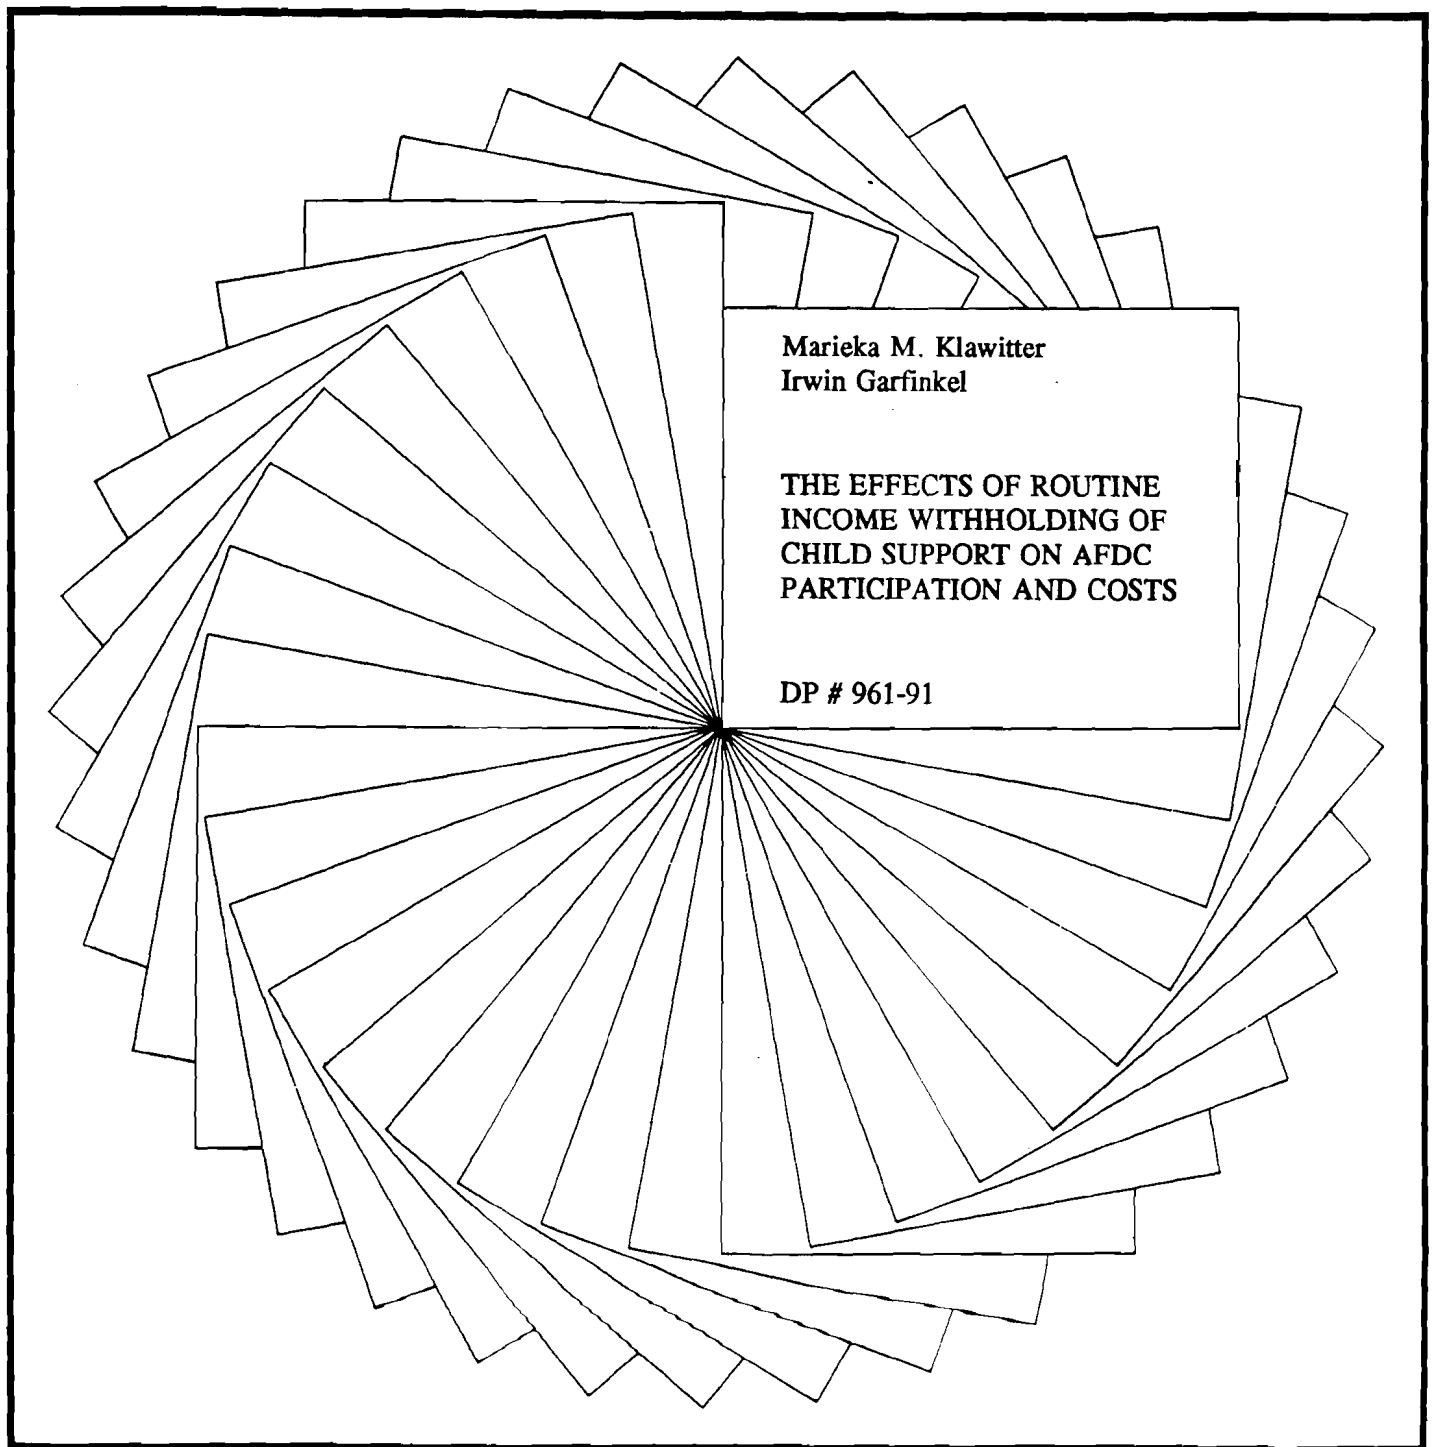 Marieka M. Klawitter
Irwin Garfinkel
THE EFFECTS OF ROUTINE
INCOME WITHHOLDING OF
CHILD SUPPORT ON AFDC
PARTICIPATION AND COSTS
DP # 961-91